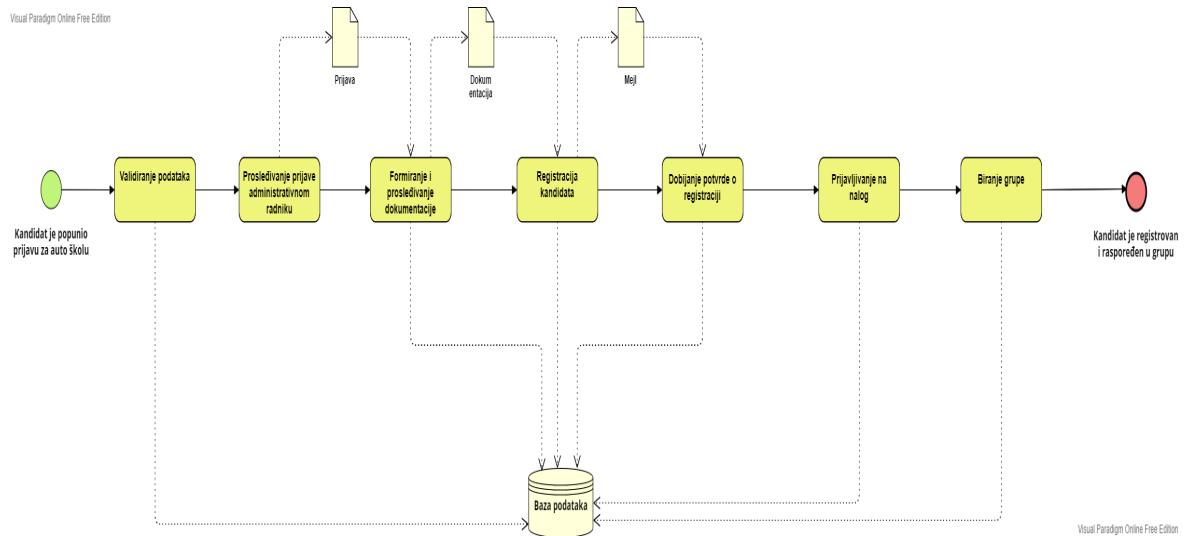 Visual Paradigm Online Free Edition
Prijava
Dokum
entacija
Mejl
Kandidat je popunio
prijavu za auto školu
Validiranje podataka
Prosleđivanje prijave
administrativnom
radniku
Formiranje i
prosleđivanje
dokumentacije
Registracija
kandidata
Dobijanje potvrde o
registraciji
Prijavljivanje na
nalog
Biranje grupe
Kandidat je registrovan
i raspoređen u grupu
Baza podataka
Visual Paradigm Online Free Edition